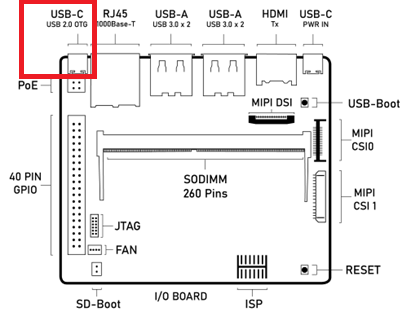 USB-C
USB 2.0 OTG
RJ45
1000Base-T
USB-A
USB 3.0 x 2
USB-A
USB 3.0 x 2
HDMI
Tx
USB-C
PWR IN
PoE
MIPI DSI
USB-Boot
MIPI
CSI0
40 PIN
GPIO
SODIMM
260 Pins
MIPI
CSI 1
JTAG
FAN
RESET
SD-Boot
I/O BOARD
ISP